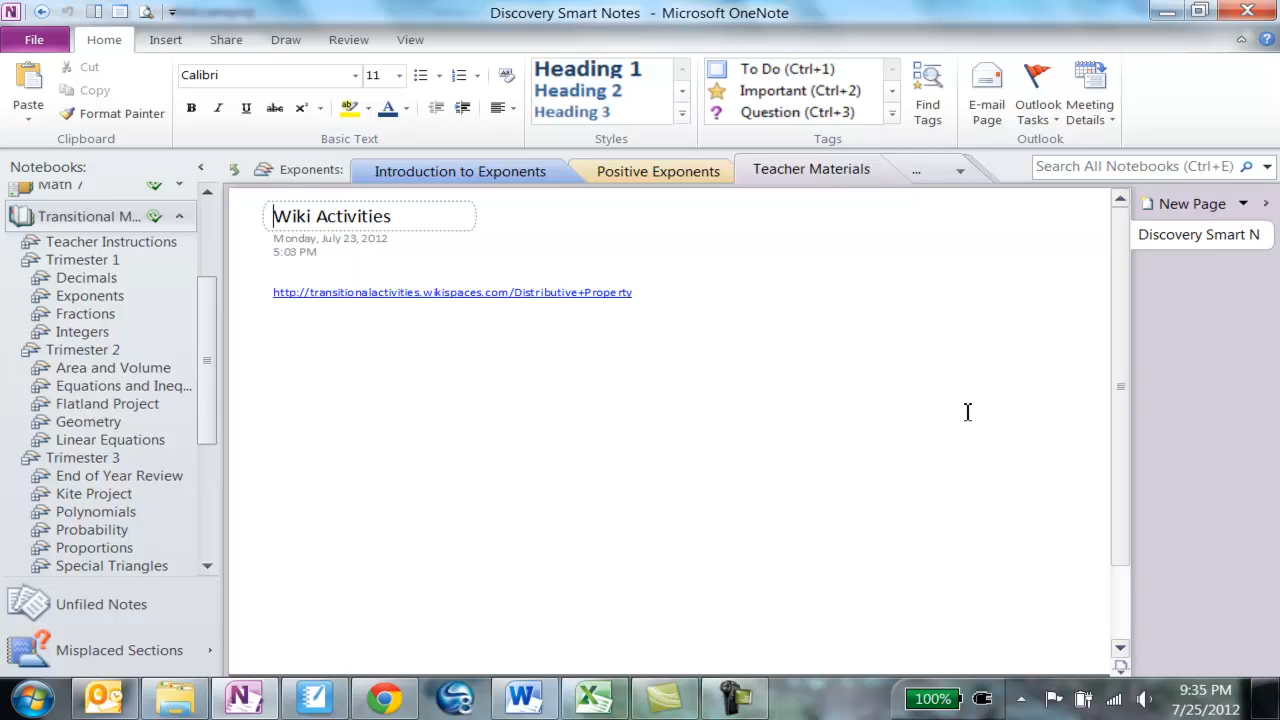 Discovery Smart Notes - Microsoft OneNote
File Home Insert Share Draw Review View
Paste
Cut
Copy
Format Painter
Clipboard
Calibri 11
B I U abc x² A
Basic Text
Heading 1
Heading 2
Heading 3
Styles
To Do (Ctrl+1)
Important (Ctrl+2)
Question (Ctrl+3)
Tags
Find Tags
E-mail Page
Outlook Tasks
Meeting Details
Outlook
Notebooks:
Exponents: Introduction to Exponents Positive Exponents Teacher Materials ...
Search All Notebooks (Ctrl+E)
Math 7
Transitional M...
Teacher Instructions
Trimester 1
Decimals
Exponents
Fractions
Integers
Trimester 2
Area and Volume
Equations and Ineq...
Flatland Project
Geometry
Linear Equations
Trimester 3
End of Year Review
Kite Project
Polynomials
Probability
Proportions
Special Triangles
Unfiled Notes
Misplaced Sections
Wiki Activities
Monday, July 23, 2012
5:03 PM
http://transitionalactivities.wikispaces.com/Distributive+Property
New Page
Discovery Smart N
100%
9:35 PM
7/25/2012